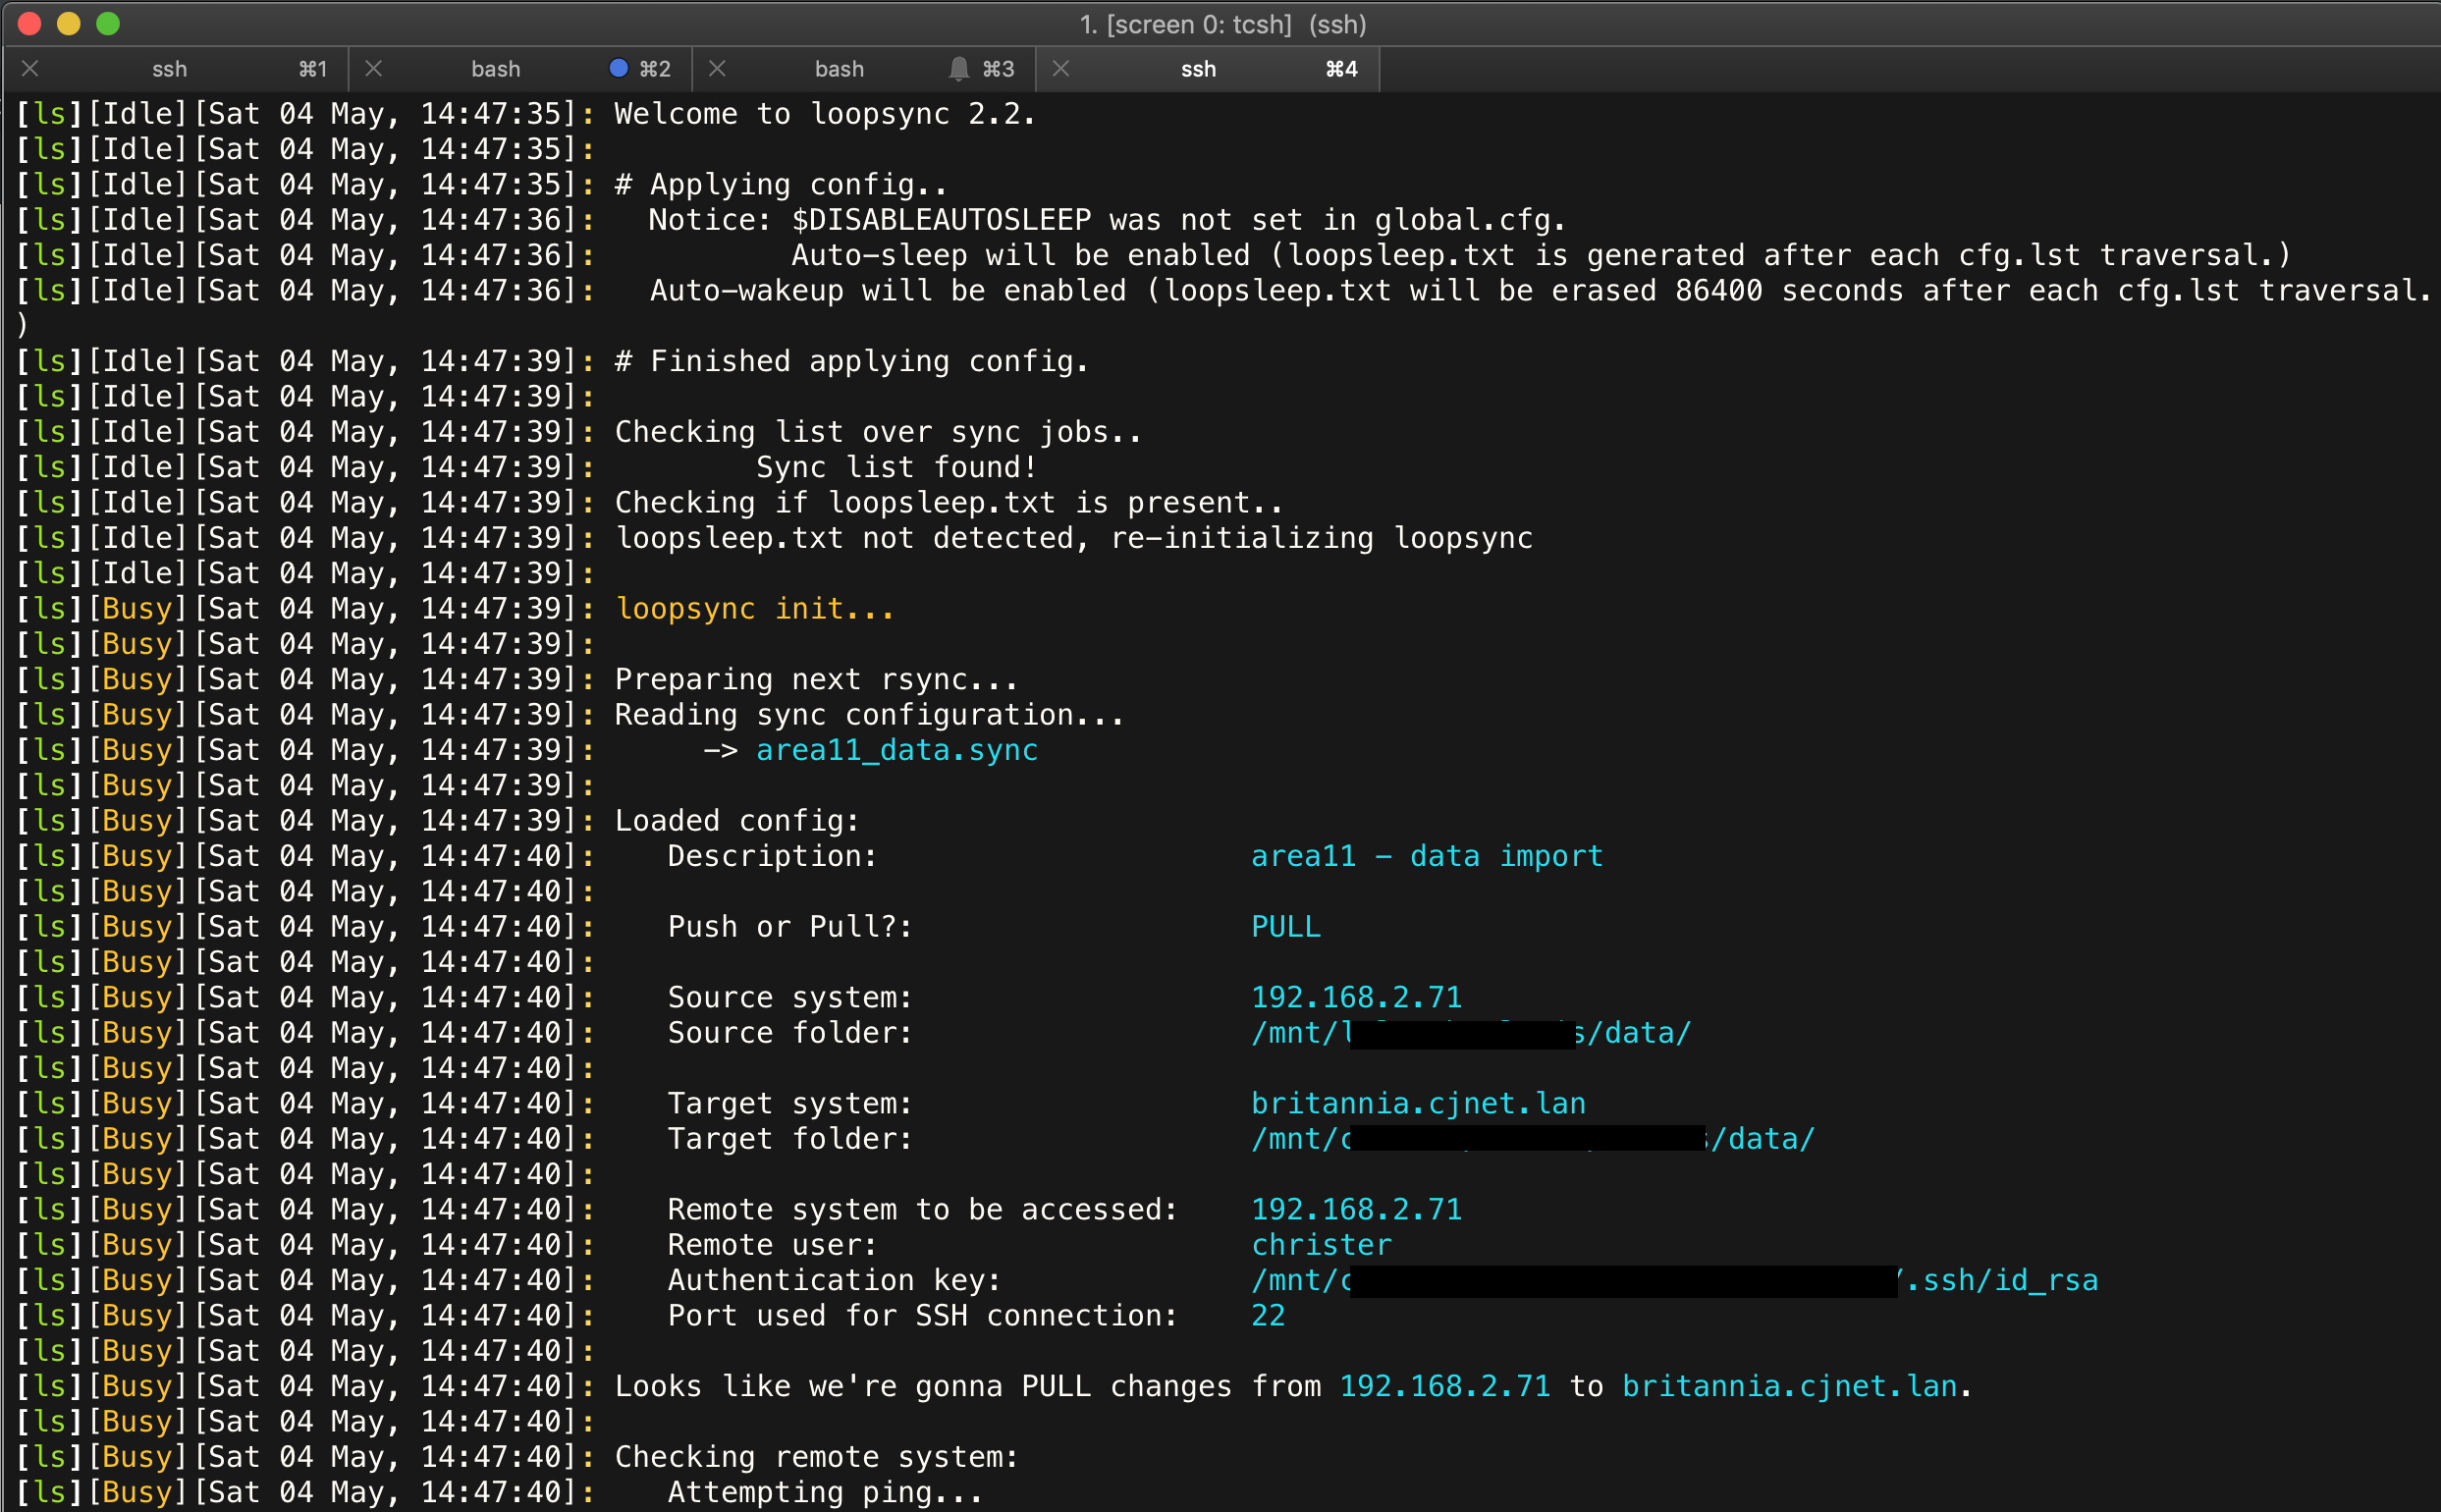 1. [screen 0: tcsh] (ssh)
ssh ⌘1 bash ⌘2 bash ⌘3 ssh ⌘4
[ls][Idle][Sat 04 May, 14:47:35]: Welcome to loopsync 2.2.
[ls][Idle][Sat 04 May, 14:47:35]:
[ls][Idle][Sat 04 May, 14:47:35]: # Applying config..
[ls][Idle][Sat 04 May, 14:47:36]:   Notice: $DISABLEAUTOSLEEP was not set in global.cfg.
[ls][Idle][Sat 04 May, 14:47:36]:           Auto-sleep will be enabled (loopsleep.txt is generated after each cfg.lst traversal.)
[ls][Idle][Sat 04 May, 14:47:36]:   Auto-wakeup will be enabled (loopsleep.txt will be erased 86400 seconds after each cfg.lst traversal.
)
[ls][Idle][Sat 04 May, 14:47:39]: # Finished applying config.
[ls][Idle][Sat 04 May, 14:47:39]:
[ls][Idle][Sat 04 May, 14:47:39]: Checking list over sync jobs..
[ls][Idle][Sat 04 May, 14:47:39]:         Sync list found!
[ls][Idle][Sat 04 May, 14:47:39]: Checking if loopsleep.txt is present..
[ls][Idle][Sat 04 May, 14:47:39]: loopsleep.txt not detected, re-initializing loopsync
[ls][Idle][Sat 04 May, 14:47:39]:
[ls][Busy][Sat 04 May, 14:47:39]: loopsync init...
[ls][Busy][Sat 04 May, 14:47:39]:
[ls][Busy][Sat 04 May, 14:47:39]: Preparing next rsync...
[ls][Busy][Sat 04 May, 14:47:39]: Reading sync configuration...
[ls][Busy][Sat 04 May, 14:47:39]:      -> area11_data.sync
[ls][Busy][Sat 04 May, 14:47:39]:
[ls][Busy][Sat 04 May, 14:47:39]: Loaded config:
[ls][Busy][Sat 04 May, 14:47:40]:    Description:                     area11 - data import
[ls][Busy][Sat 04 May, 14:47:40]:
[ls][Busy][Sat 04 May, 14:47:40]:    Push or Pull?:                   PULL
[ls][Busy][Sat 04 May, 14:47:40]:
[ls][Busy][Sat 04 May, 14:47:40]:    Source system:                   192.168.2.71
[ls][Busy][Sat 04 May, 14:47:40]:    Source folder:                   /mnt/ /data/
[ls][Busy][Sat 04 May, 14:47:40]:
[ls][Busy][Sat 04 May, 14:47:40]:    Target system:                   britannia.cjnet.lan
[ls][Busy][Sat 04 May, 14:47:40]:    Target folder:                   /mnt/ /data/
[ls][Busy][Sat 04 May, 14:47:40]:
[ls][Busy][Sat 04 May, 14:47:40]:    Remote system to be accessed:    192.168.2.71
[ls][Busy][Sat 04 May, 14:47:40]:    Remote user:                     christer
[ls][Busy][Sat 04 May, 14:47:40]:    Authentication key:              /mnt/ /.ssh/id_rsa
[ls][Busy][Sat 04 May, 14:47:40]:    Port used for SSH connection:    22
[ls][Busy][Sat 04 May, 14:47:40]:
[ls][Busy][Sat 04 May, 14:47:40]: Looks like we're gonna PULL changes from 192.168.2.71 to britannia.cjnet.lan.
[ls][Busy][Sat 04 May, 14:47:40]:
[ls][Busy][Sat 04 May, 14:47:40]: Checking remote system:
[ls][Busy][Sat 04 May, 14:47:40]:    Attempting ping...